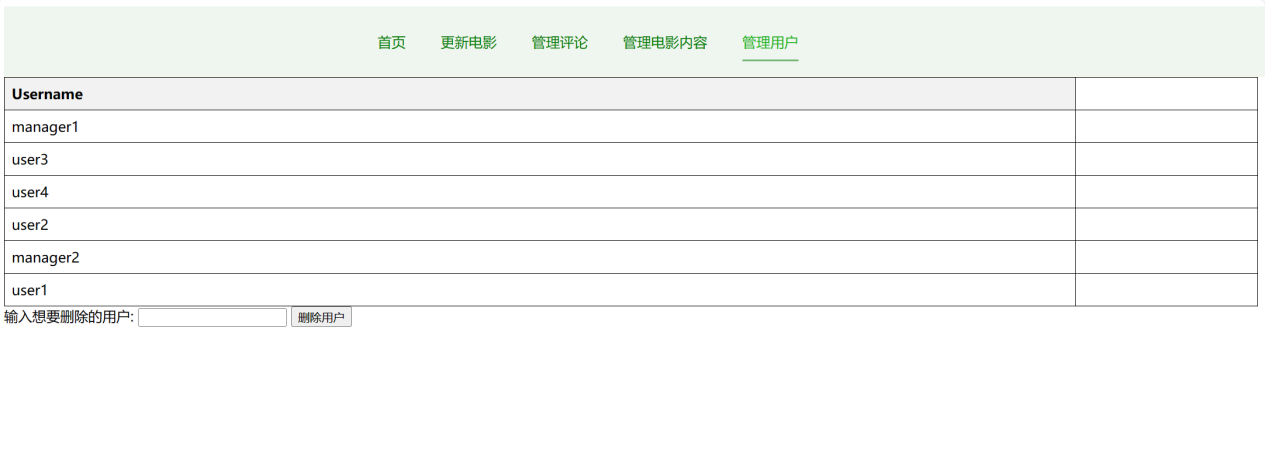 首页 更新电影 管理评论 管理电影内容 管理用户
Username
manager1
user3
user4
user2
manager2
user1
输入想要删除的用户: 删除用户